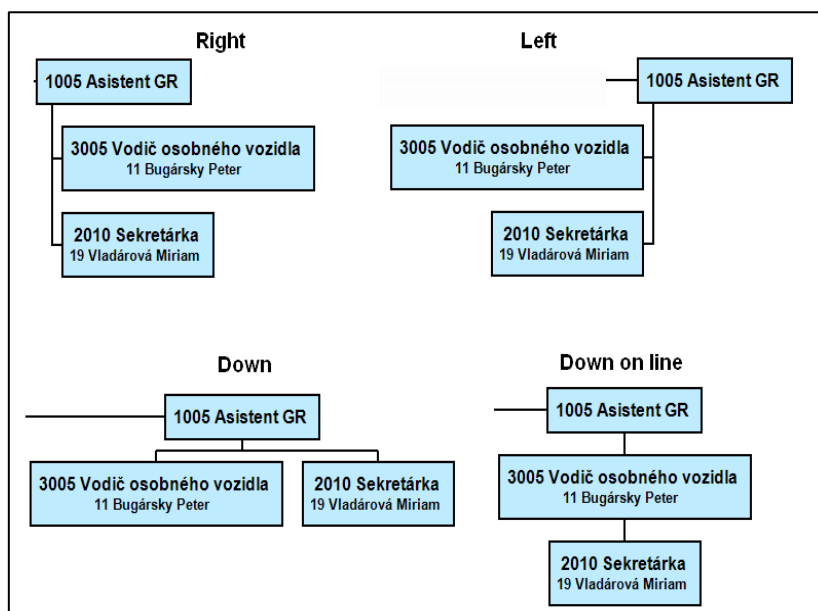 Right
1005 Asistent GR
3005 Vodič osobného vozidla
11 Bugársky Peter
2010 Sekretárka
19 Vladárová Miriam
Left
1005 Asistent GR
3005 Vodič osobného vozidla
11 Bugársky Peter
2010 Sekretárka
19 Vladárová Miriam
Down
1005 Asistent GR
3005 Vodič osobného vozidla
11 Bugársky Peter
2010 Sekretárka
19 Vladárová Miriam
Down on line
1005 Asistent GR
3005 Vodič osobného vozidla
11 Bugársky Peter
2010 Sekretárka
19 Vladárová Miriam